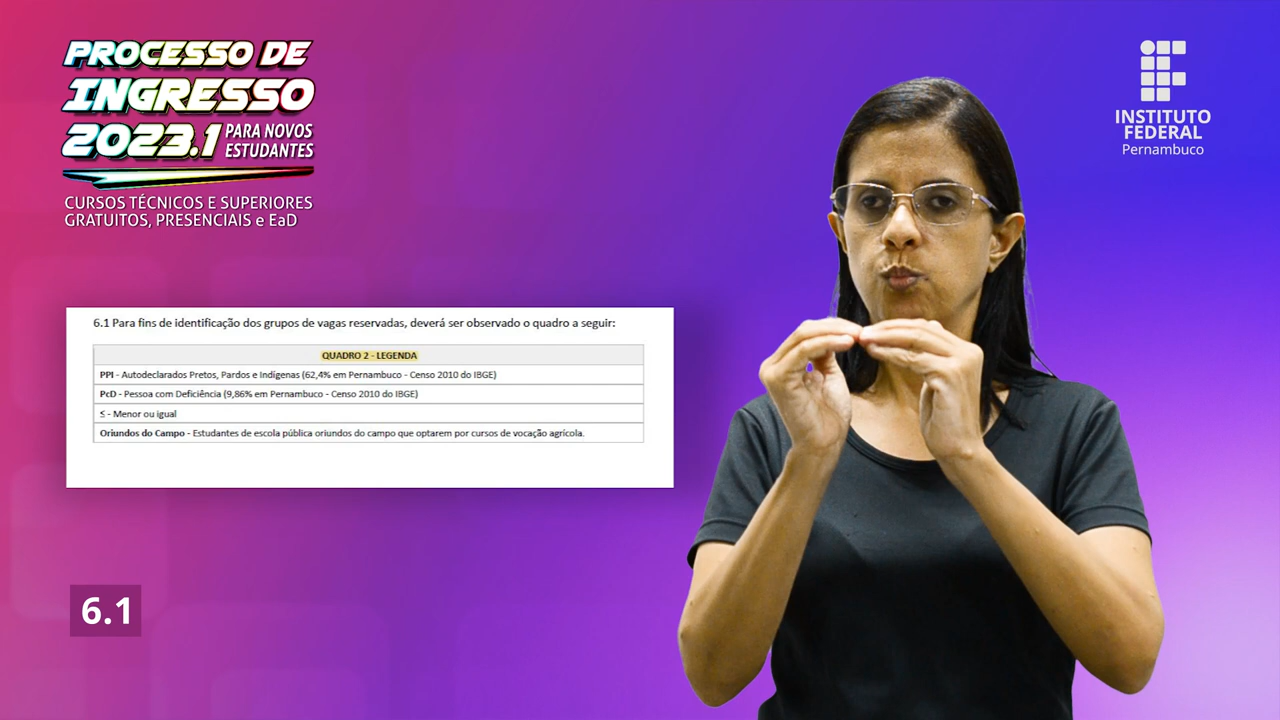 PROCESSO DE
INGRESSO
2023.1 PARA NOVOS
ESTUDANTES
CURSOS TÉCNICOS E SUPERIORES
GRATUITOS, PRESENCIAIS e EaD
INSTITUTO
FEDERAL
Pernambuco
6.1 Para fins de identificação dos grupos de vagas reservadas, deverá ser observado o quadro a seguir:
QUADRO 2 - LEGENDA
PPI - Autodeclarados Pretos, Pardos e Indígenas (62,4% em Pernambuco - Censo 2010 do IBGE)
PcD - Pessoa com Deficiência (9,86% em Pernambuco - Censo 2010 do IBGE)
≤ - Menor ou igual
Oriundos do Campo - Estudantes de escola pública oriundos do campo que optarem por cursos de vocação agrícola.
6.1